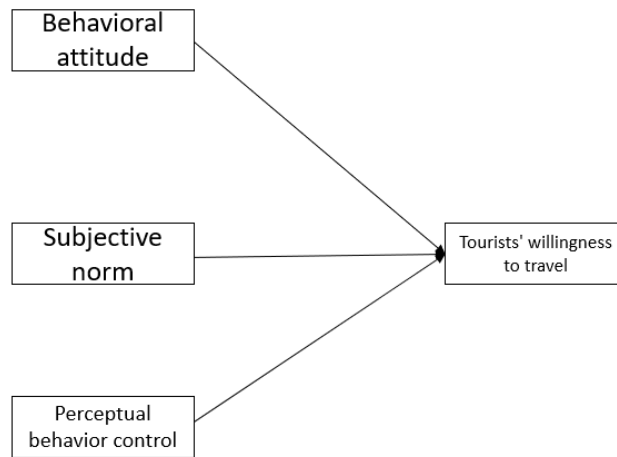 Behavioral
attitude
Subjective
norm
Tourists' willingness
to travel
Perceptual
behavior control